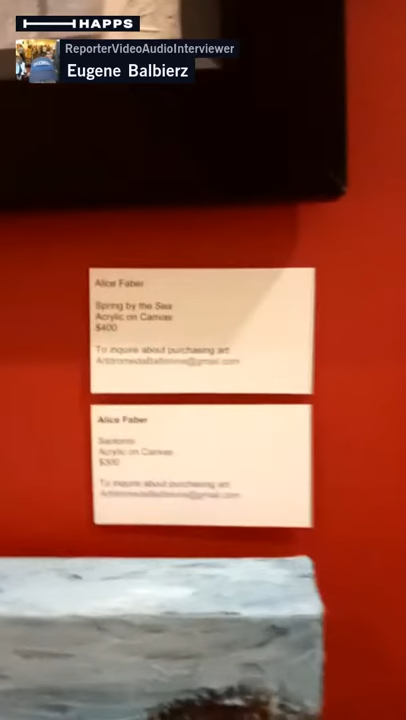 HAPPS
ReporterVideoAudioInterviewer
Eugene Balbierz
Alice Faber
Spring by the Sea
Acrylic on Canvas
$400
To inquire about purchasing art
Alice Faber
Santorini
Acrylic on Canvas
$300
To inquire about purchasing art